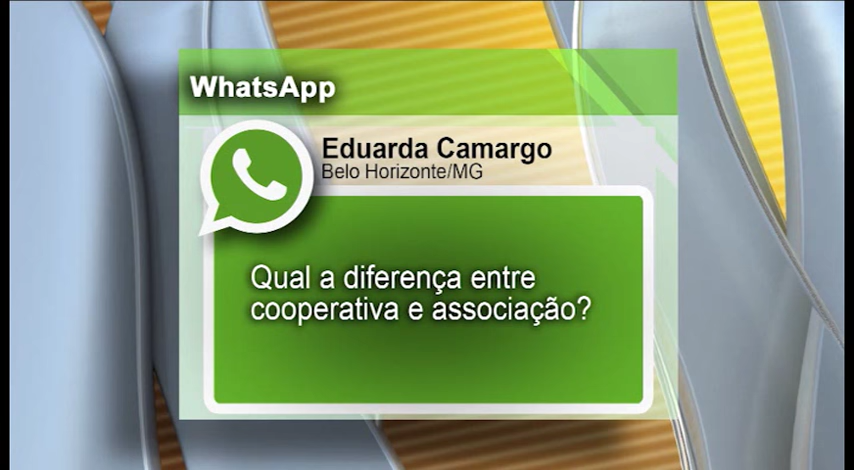 WhatsApp
Eduarda Camargo
Belo Horizonte/MG
Qual a diferença entre
cooperativa e associação?